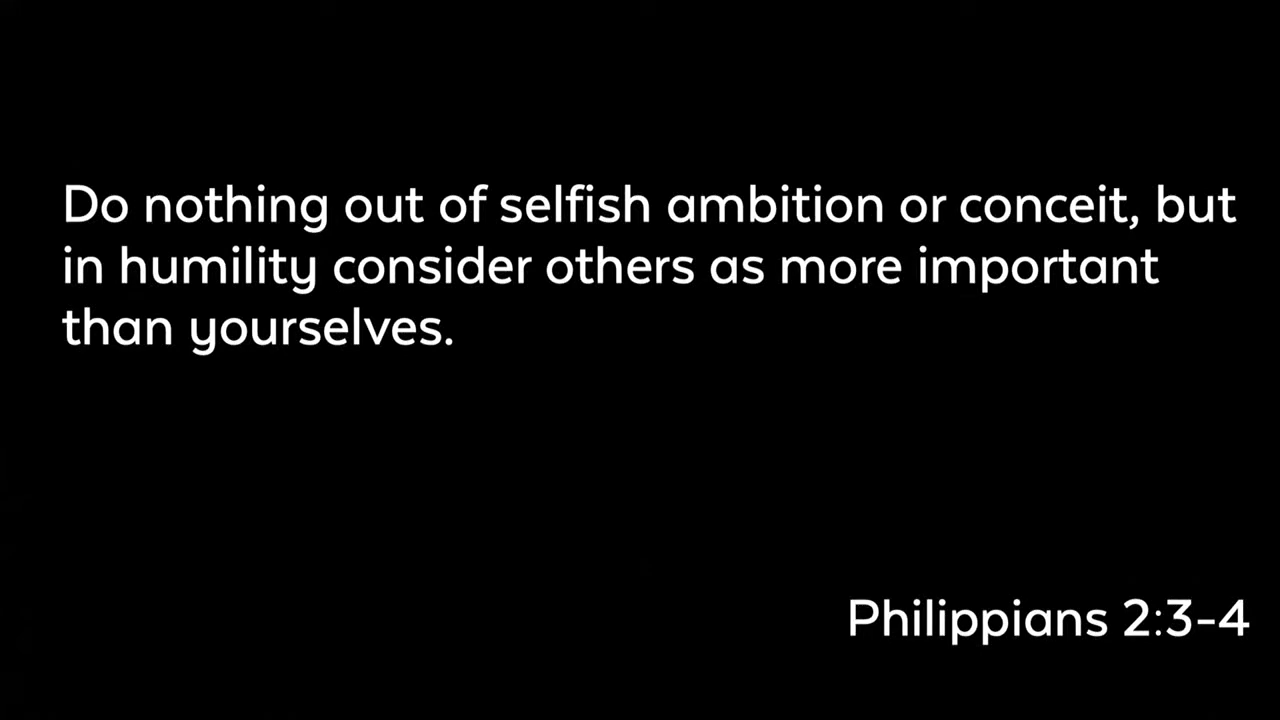 Do nothing out of selfish ambition or conceit, but
in humility consider others as more important
than yourselves.
Philippians 2:3-4